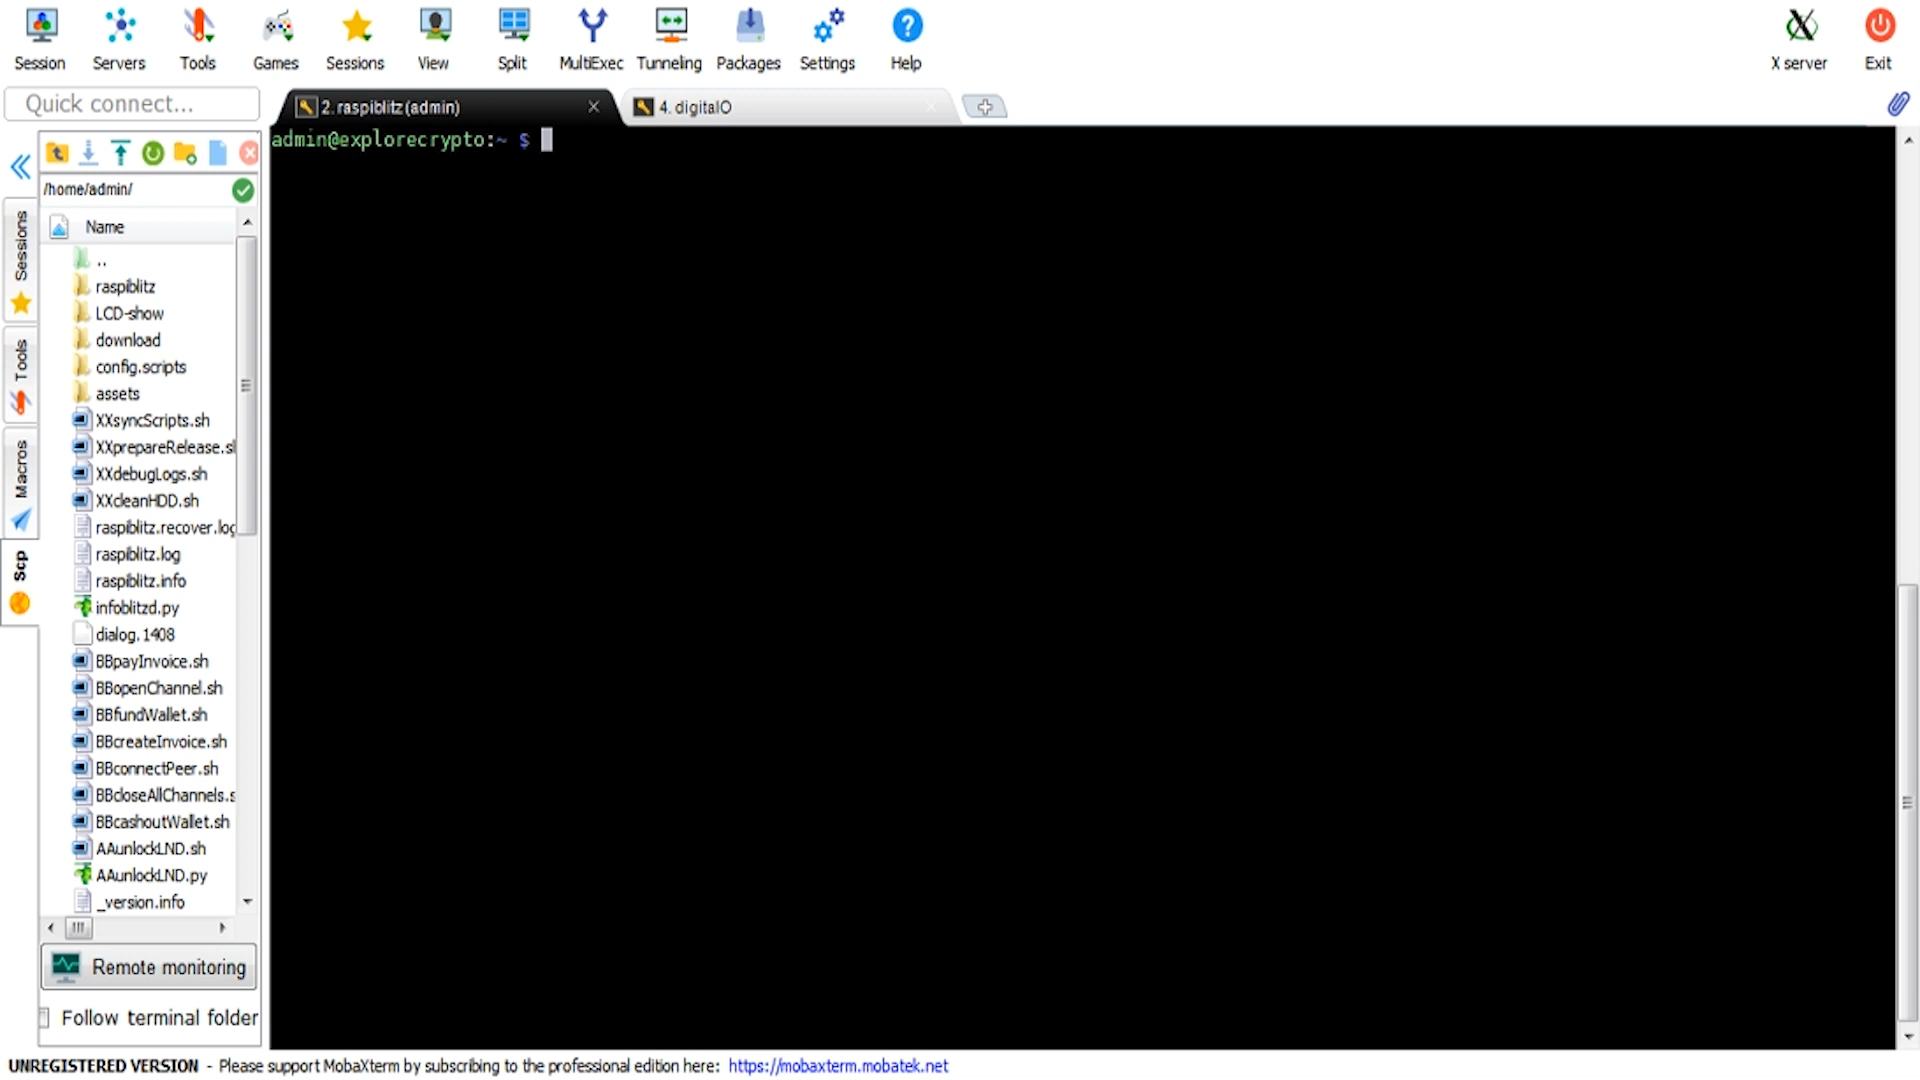 Session
Servers
Tools
Games
Sessions
View
Split
MultiExec
Tunneling
Packages
Settings
Help
X server
Exit
Quick connect...
2. raspiblitz (admin)
4. digitalO
/home/admin/
Name
..
raspiblitz
LCD-show
download
config.scripts
assets
XXsyncScripts.sh
XXprepareRelease.sl
XXdebugLogs.sh
XXcleanHDD.sh
raspiblitz.recover.log
raspiblitz.log
raspiblitz.info
infoblitzd.py
dialog.1408
BBpayInvoice.sh
BBopenChannel.sh
BBfundWallet.sh
BBcreateInvoice.sh
BBconnectPeer.sh
BBcloseAllChannels.s
BBcashoutWallet.sh
AAunlockLND.sh
AAunlockLND.py
_version.info
Sessions
Tools
Macros
Scp
Remote monitoring
Follow terminal folder
admin@explorecrypto:~ $
UNREGISTERED VERSION - Please support MobaXterm by subscribing to the professional edition here: https://mobaxterm.mobatek.net